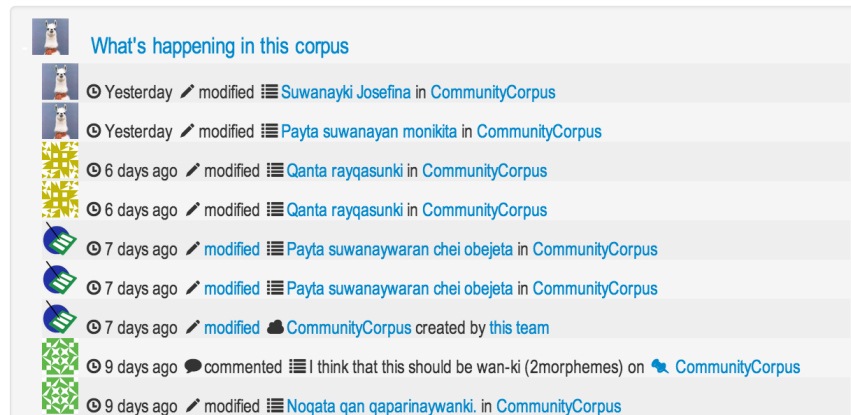 What's happening in this corpus
Yesterday modified Suwanayki Josefina in CommunityCorpus
Yesterday modified Payta suwanayan monikita in CommunityCorpus
6 days ago modified Qanta rayqasunki in CommunityCorpus
6 days ago modified Qanta rayqasunki in CommunityCorpus
7 days ago modified Payta suwanaywaran chei obejeta in CommunityCorpus
7 days ago modified Payta suwanaywaran chei obejeta in CommunityCorpus
7 days ago modified CommunityCorpus created by this team
9 days ago commented I think that this should be wan-ki (2morphemes) on CommunityCorpus
9 days ago modified Noqata qan qaparinaywanki. in CommunityCorpus